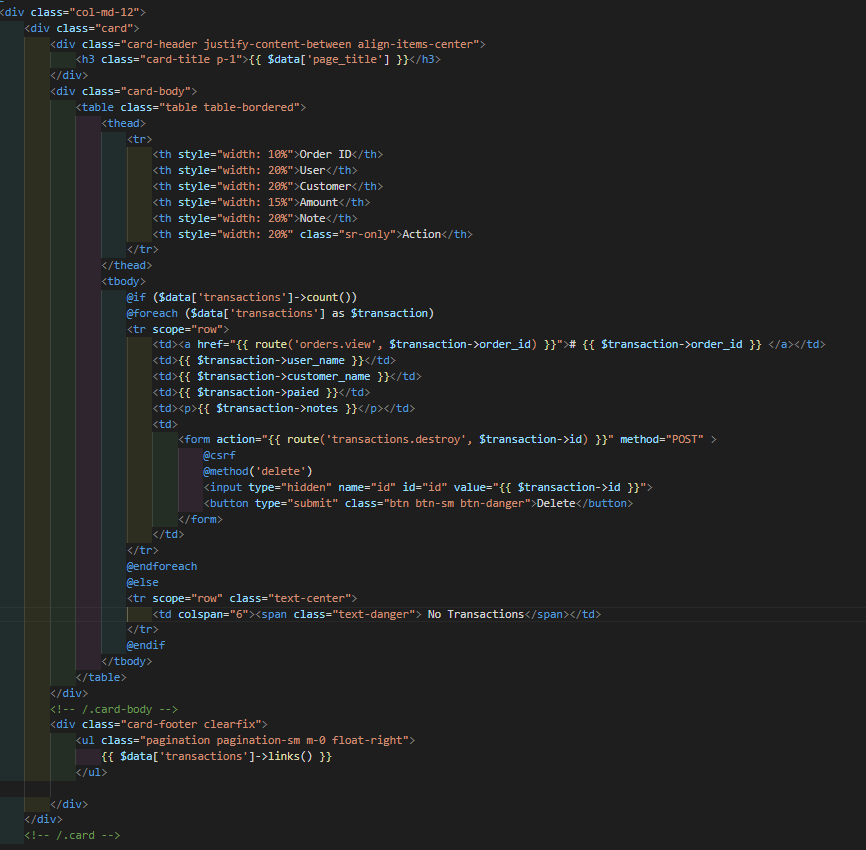 <div class="col-md-12">
<div class="card">
<div class="card-header justify-content-between align-items-center">
<h3 class="card-title p-1">{{ $data['page_title'] }}</h3>
</div>
<div class="card-body">
<table class="table table-bordered">
<thead>
<tr>
<th style="width: 10%">Order ID</th>
<th style="width: 20%">User</th>
<th style="width: 20%">Customer</th>
<th style="width: 15%">Amount</th>
<th style="width: 20%">Note</th>
<th style="width: 20%" class="sr-only">Action</th>
</tr>
</thead>
<tbody>
@if ($data['transactions']->count())
@foreach ($data['transactions'] as $transaction)
<tr scope="row">
<td><a href="{{ route('orders.view', $transaction->order_id) }}"># {{ $transaction->order_id }} </a></td>
<td>{{ $transaction->user_name }}</td>
<td>{{ $transaction->customer_name }}</td>
<td>{{ $transaction->paied }}</td>
<td><p>{{ $transaction->notes }}</p></td>
<td>
<form action="{{ route('transactions.destroy', $transaction->id) }}" method="POST" >
@csrf
@method('delete')
<input type="hidden" name="id" id="id" value="{{ $transaction->id }}">
<button type="submit" class="btn btn-sm btn-danger">Delete</button>
</form>
</td>
</tr>
@endforeach
@else
<tr scope="row" class="text-center">
<td colspan="6"><span class="text-danger"> No Transactions</span></td>
</tr>
@endif
</tbody>
</table>
</div>
<!-- /.card-body -->
<div class="card-footer clearfix">
<ul class="pagination pagination-sm m-0 float-right">
{{ $data['transactions']->links() }}
</ul>
</div>
</div>
<!-- /.card -->